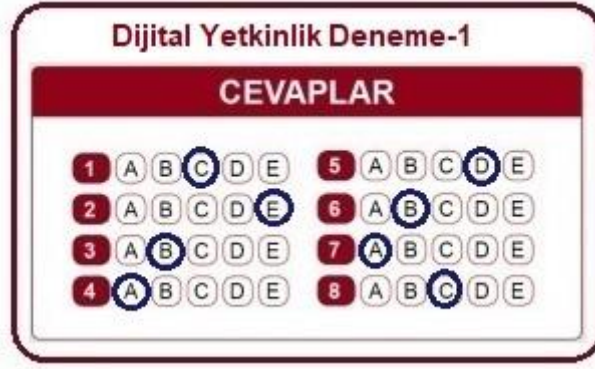 Dijital Yetkinlik Deneme-1
CEVAPLAR
1 A B C D E 5 A B C D E
2 A B C D E 6 A B C D E
3 A B C D E 7 A B C D E
4 A B C D E 8 A B C D E